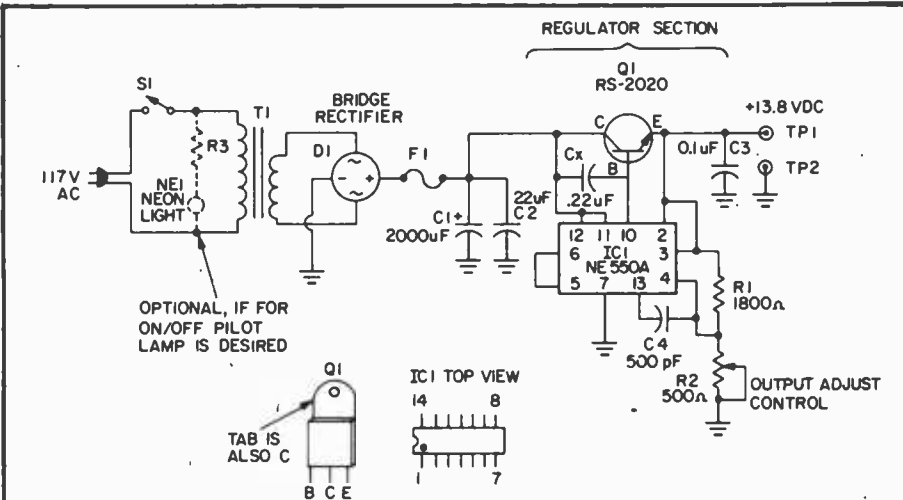 REGULATOR SECTION
Q1
RS-2020
S1
R3
T1
BRIDGE
RECTIFIER
D1
~
-
+
~
F1
117V
AC
NE1
NEON
LIGHT
C1
+
2000uF
22uF
C2
C
E
B
Cx
.22uF
+13.8 VDC
TP1
0.1uF
C3
TP2
12 11 10 2
6 IC1 3
NE550A
5 7 13 4
R1
1800Ω
C4
500 pF
R2
500Ω
OUTPUT ADJUST
CONTROL
OPTIONAL, IF FOR
ON/OFF PILOT
LAMP IS DESIRED
Q1
TAB IS
ALSO C
B C E
IC1 TOP VIEW
14 8
1 7